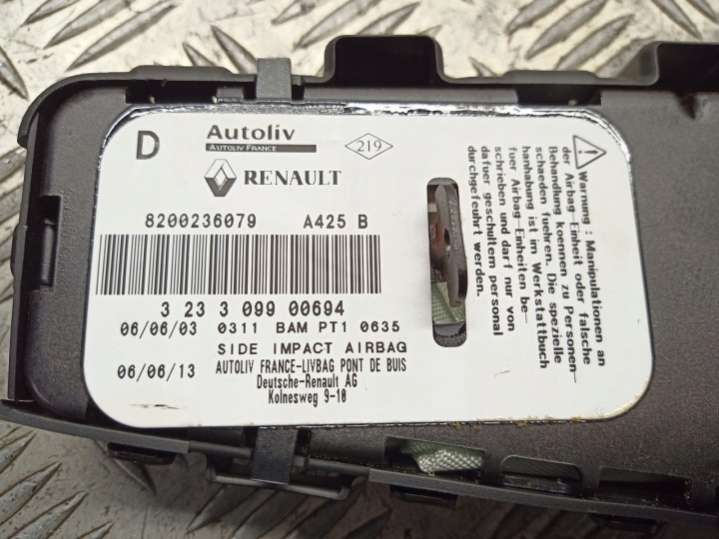 D
Autoliv
AUTOLIV FRANCE
219
RENAULT
8200236079 A425 B
3 23 3 099 00694
06/06/03 0311 BAM PT1 0635
SIDE IMPACT AIRBAG
06/06/13 AUTOLIV FRANCE-LIVBAG PONT DE BUIS
Deutsche-Renault AG
Kolnesweg 9-10
Warnung : Manipulationen an
der Airbag-Einheit oder falsche
Behandlung koennen zu Personen-
schaeden fuehren. Die spezielle
hanhabung ist im Werkstattbuch
fuer Airbag-Einheiten be-
schrieben und darf nur von
dafuer geschultem personal
durchgefuehrt werden.